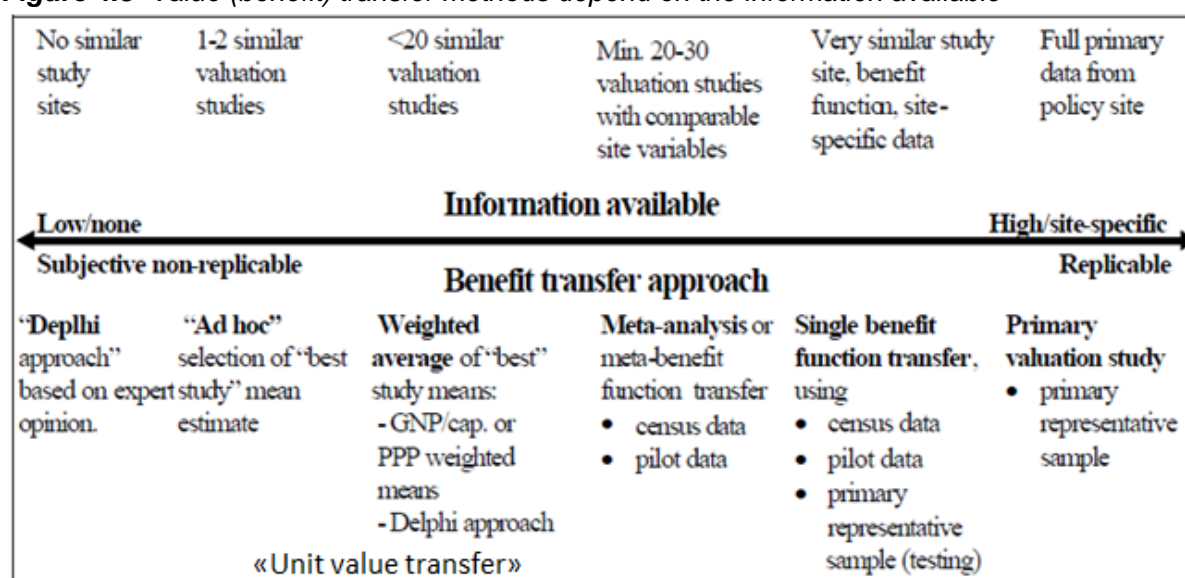 Value (benefit) transfer methods depend on the information available
No similar
study
sites
1-2 similar
valuation
studies
<20 similar
valuation
studies
Min. 20-30
valuation studies
with comparable
site variables
Very similar study
site, benefit
function, site-
specific data
Full primary
data from
policy site
Information available
Low/none
High/site-specific
Subjective non-replicable
Replicable
Benefit transfer approach
“Deplhi
approach”
based on expert
opinion.
“Ad hoc”
selection of “best
study” mean
estimate
Weighted
average of “best”
study means:
- GNP/cap. or
PPP weighted
means
- Delphi approach
«Unit value transfer»
Meta-analysis or
meta-benefit
function transfer
• census data
• pilot data
Single benefit
function transfer,
using
• census data
• pilot data
• primary
representative
sample (testing)
Primary
valuation study
• primary
representative
sample